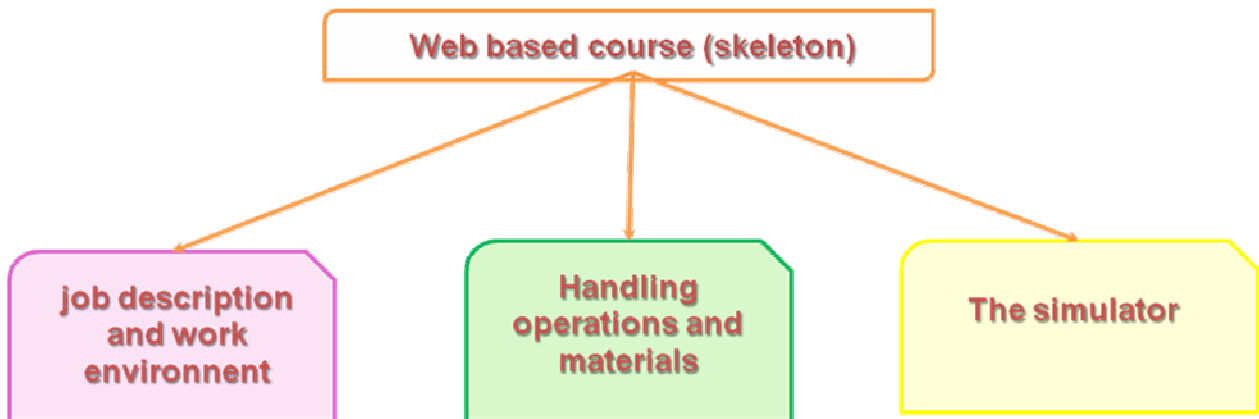 Web based course (skeleton)
job description
and work
environnent
Handling
operations and
materials
The simulator